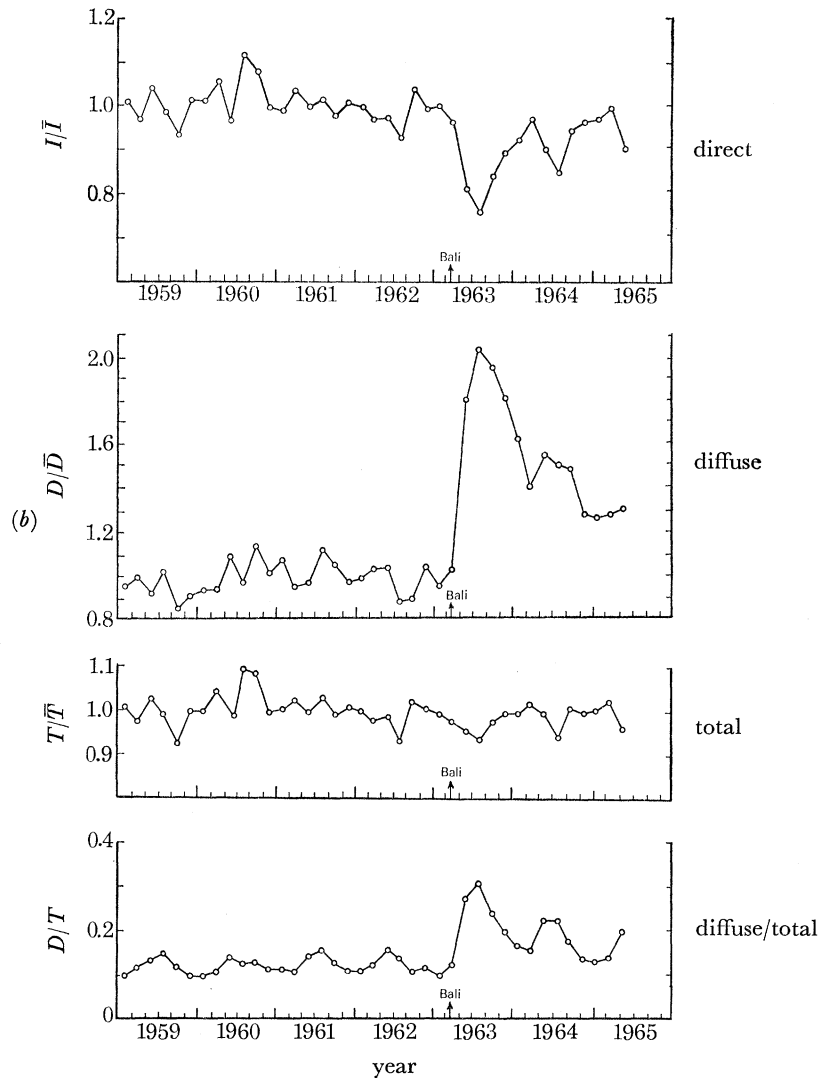 1.2
1.0
0.8
I/Ī
direct
Bali
1959 1960 1961 1962 1963 1964 1965
2.0
1.6
1.2
0.8
D/D̄
diffuse
(b)
Bali
1.1
1.0
0.9
T/T̄
total
Bali
0.4
0.2
0
D/T
diffuse/total
Bali
1959 1960 1961 1962 1963 1964 1965
year